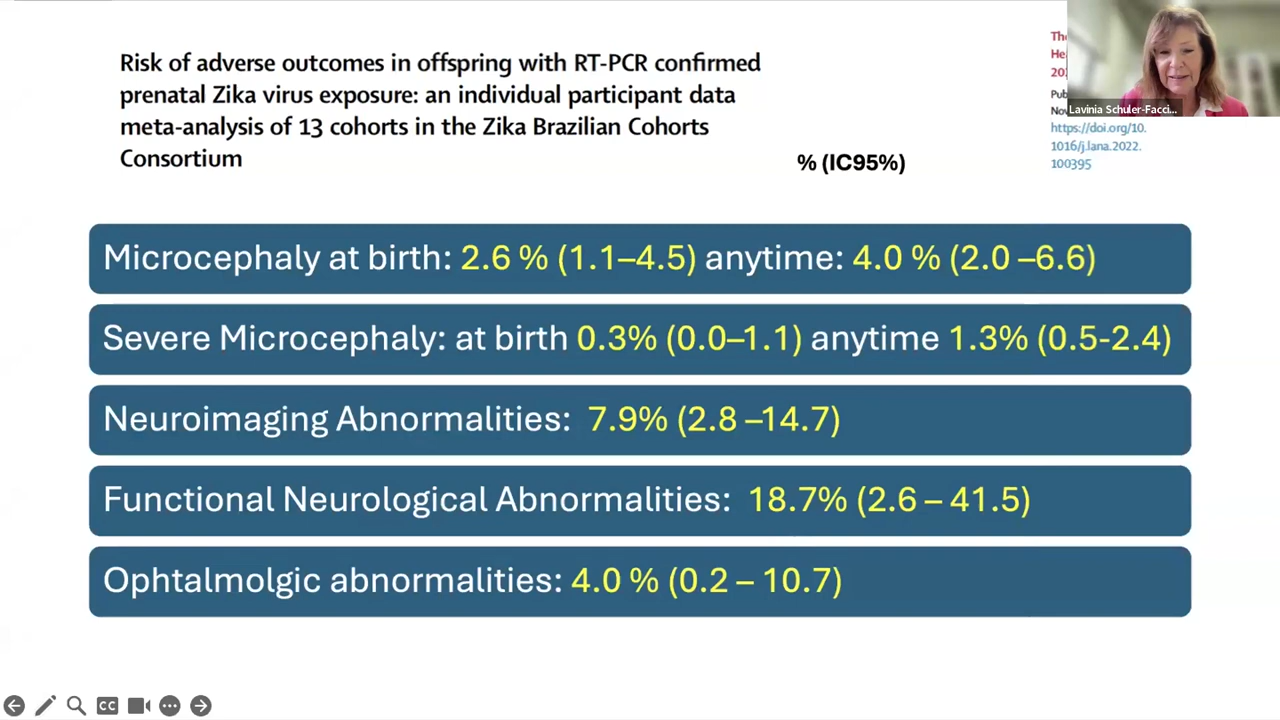 Risk of adverse outcomes in offspring with RT-PCR confirmed
prenatal Zika virus exposure: an individual participant data
meta-analysis of 13 cohorts in the Zika Brazilian Cohorts
Consortium
% (IC95%)
Lavinia Schuler-Facci...
https://doi.org/10.
1016/j.lana.2022.
100395
Microcephaly at birth: 2.6 % (1.1–4.5) anytime: 4.0 % (2.0 –6.6)
Severe Microcephaly: at birth 0.3% (0.0–1.1) anytime 1.3% (0.5-2.4)
Neuroimaging Abnormalities: 7.9% (2.8 –14.7)
Functional Neurological Abnormalities: 18.7% (2.6 – 41.5)
Ophtalmolgic abnormalities: 4.0 % (0.2 – 10.7)
CC